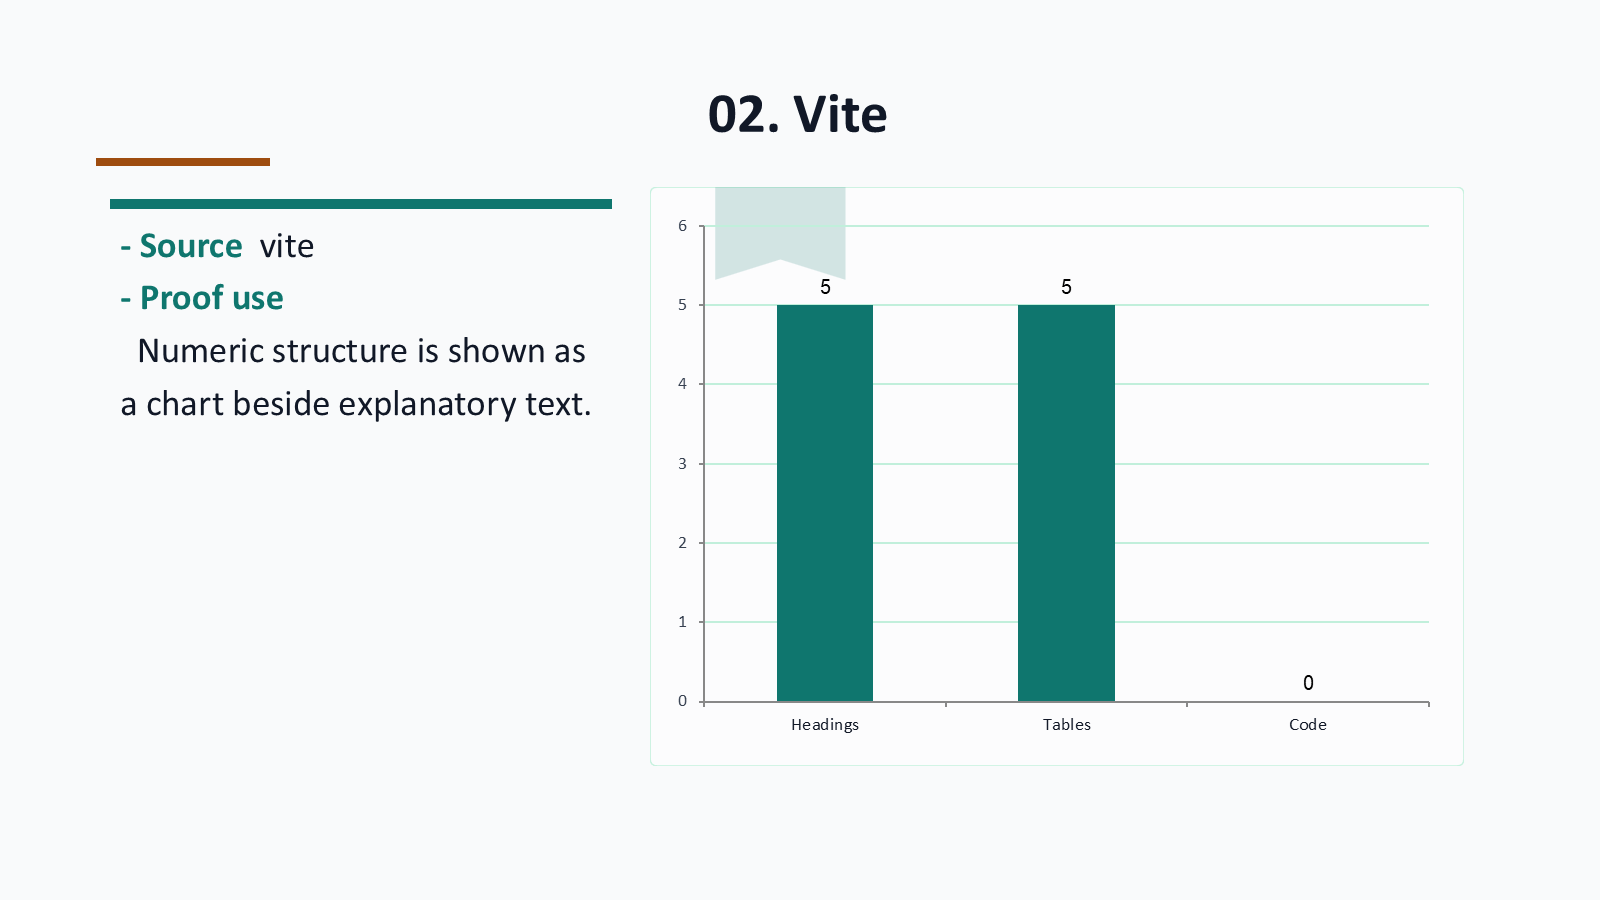 02. Vite
- Source  vite
- Proof use
Numeric structure is shown as
a chart beside explanatory text.
6
5
4
3
2
1
0
5
5
0
Headings
Tables
Code